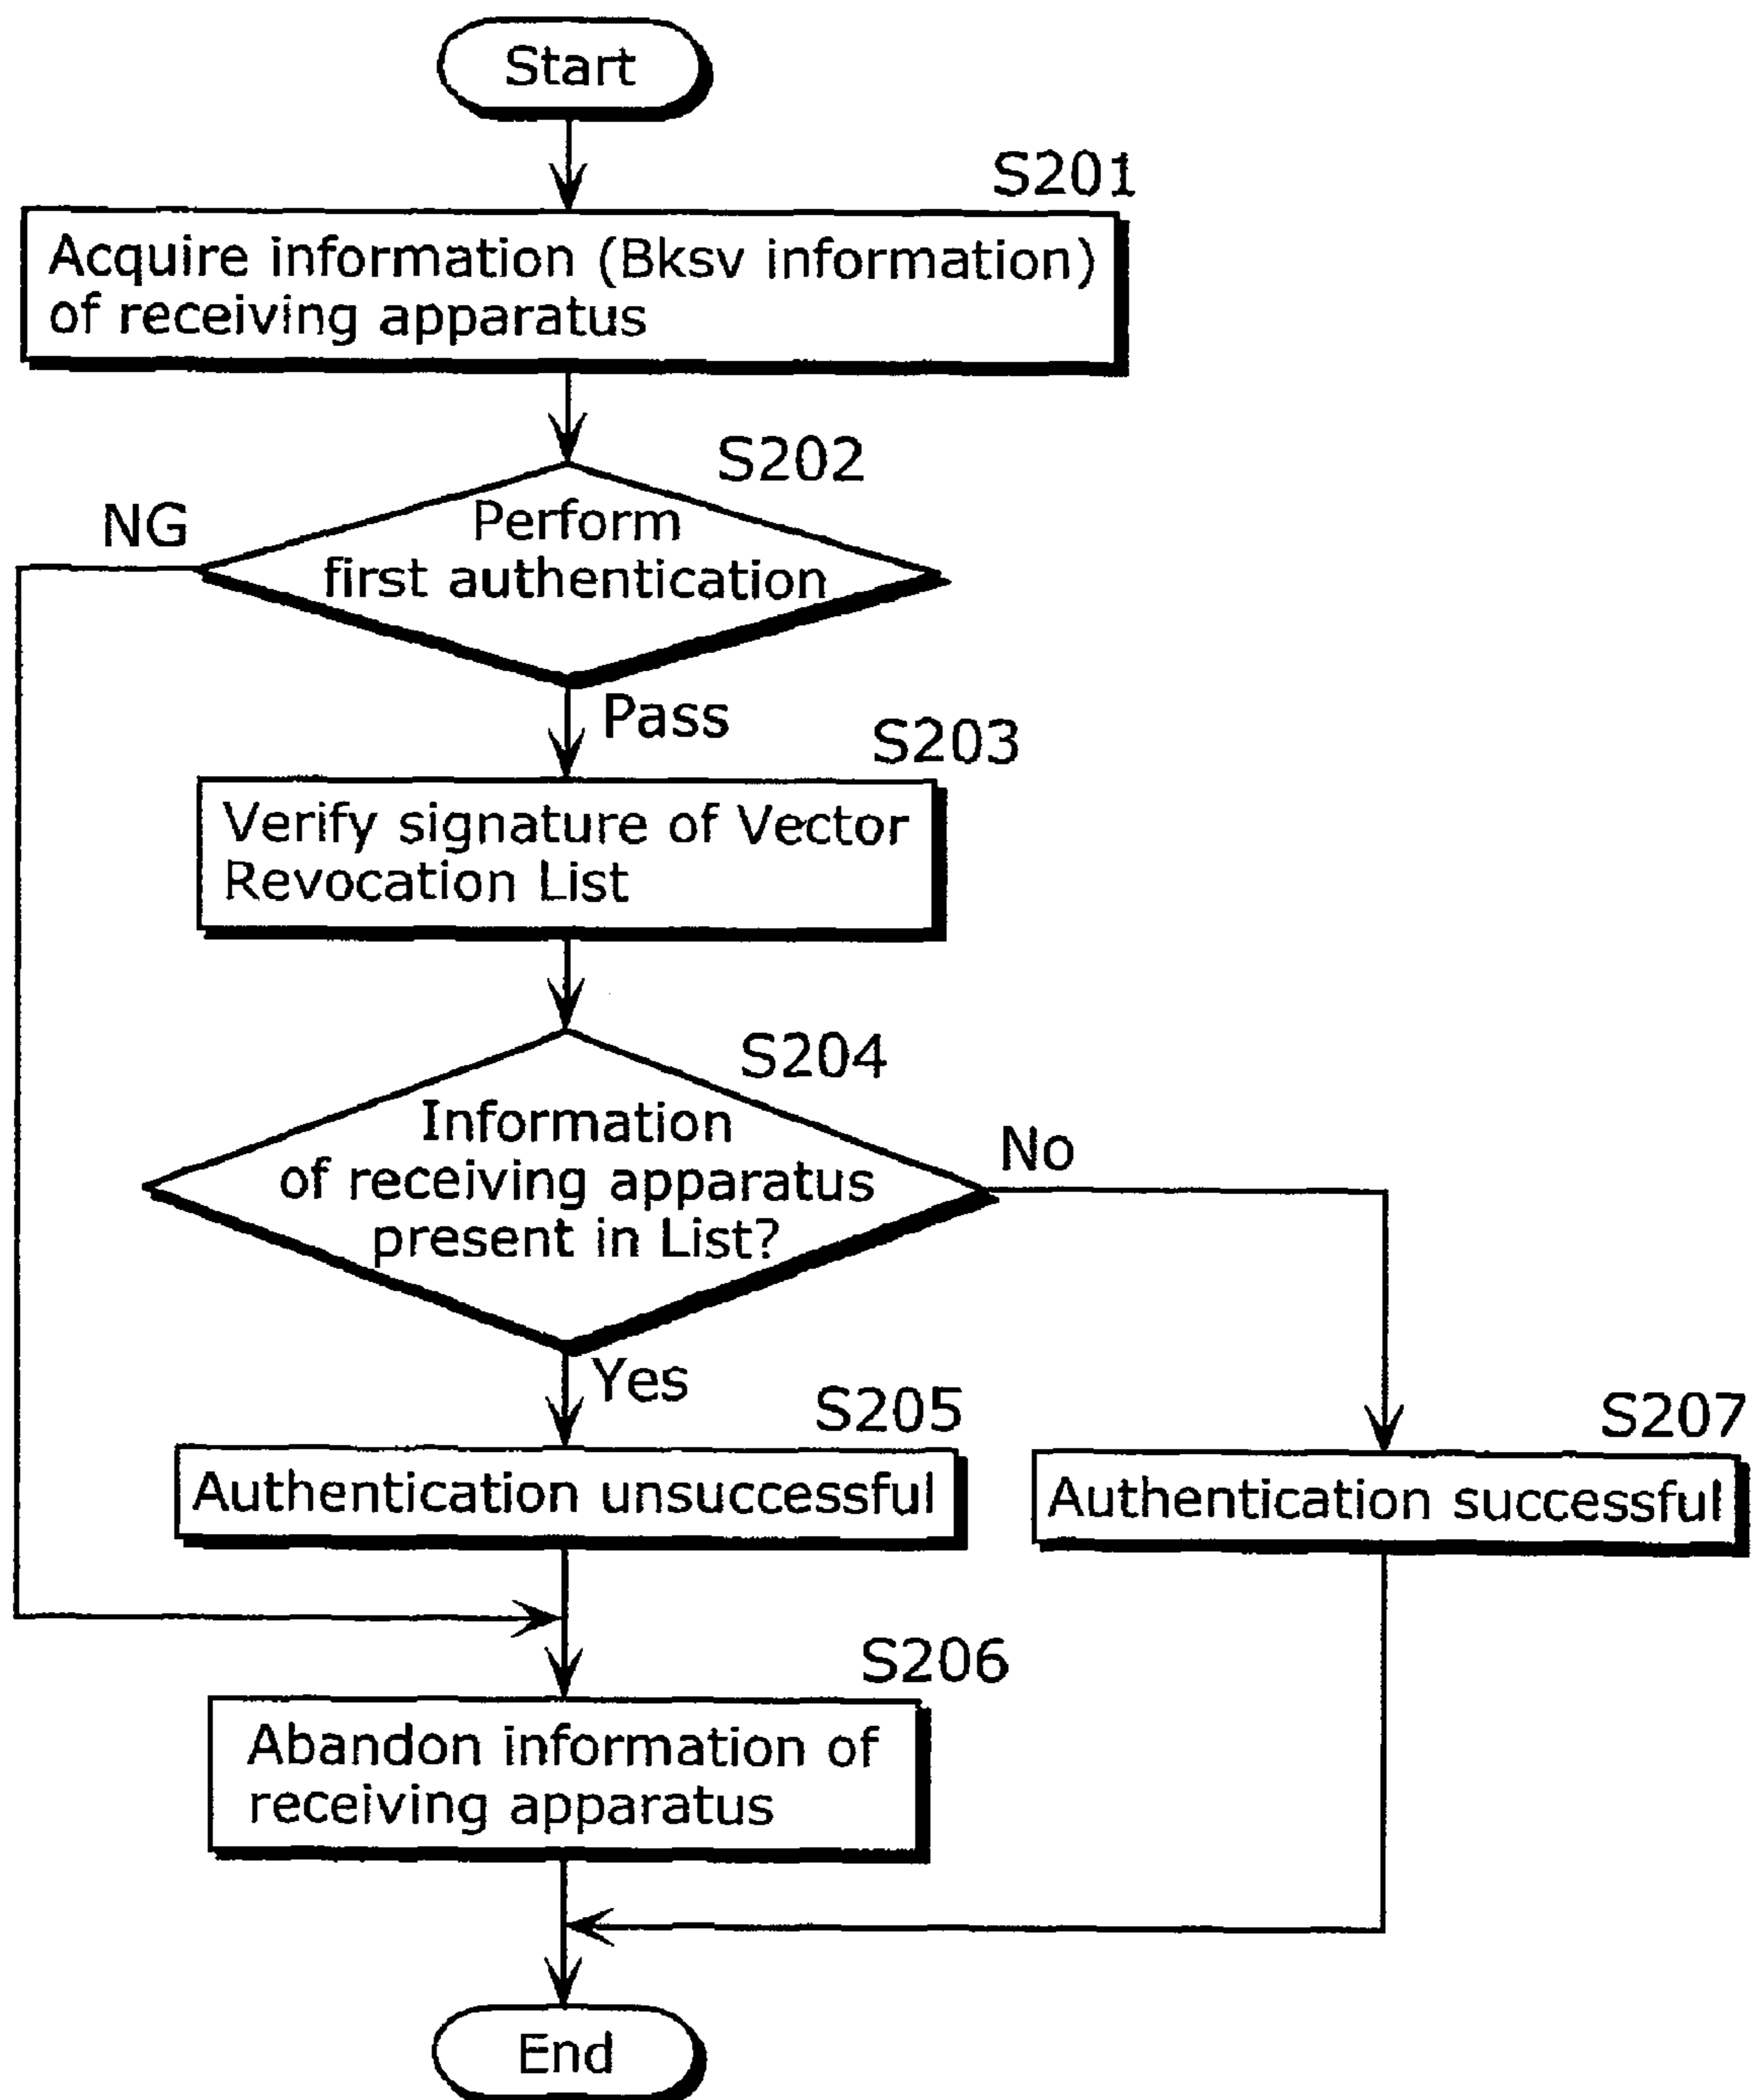 Start
S201
Acquire information (Bksv information)
of receiving apparatus
S202
NG
Perform
first authentication
Pass
S203
Verify signature of Vector
Revocation List
S204
Information
of receiving apparatus
present in List?
No
Yes
S205
Authentication unsuccessful
S207
Authentication successful
S206
Abandon information of
receiving apparatus
End